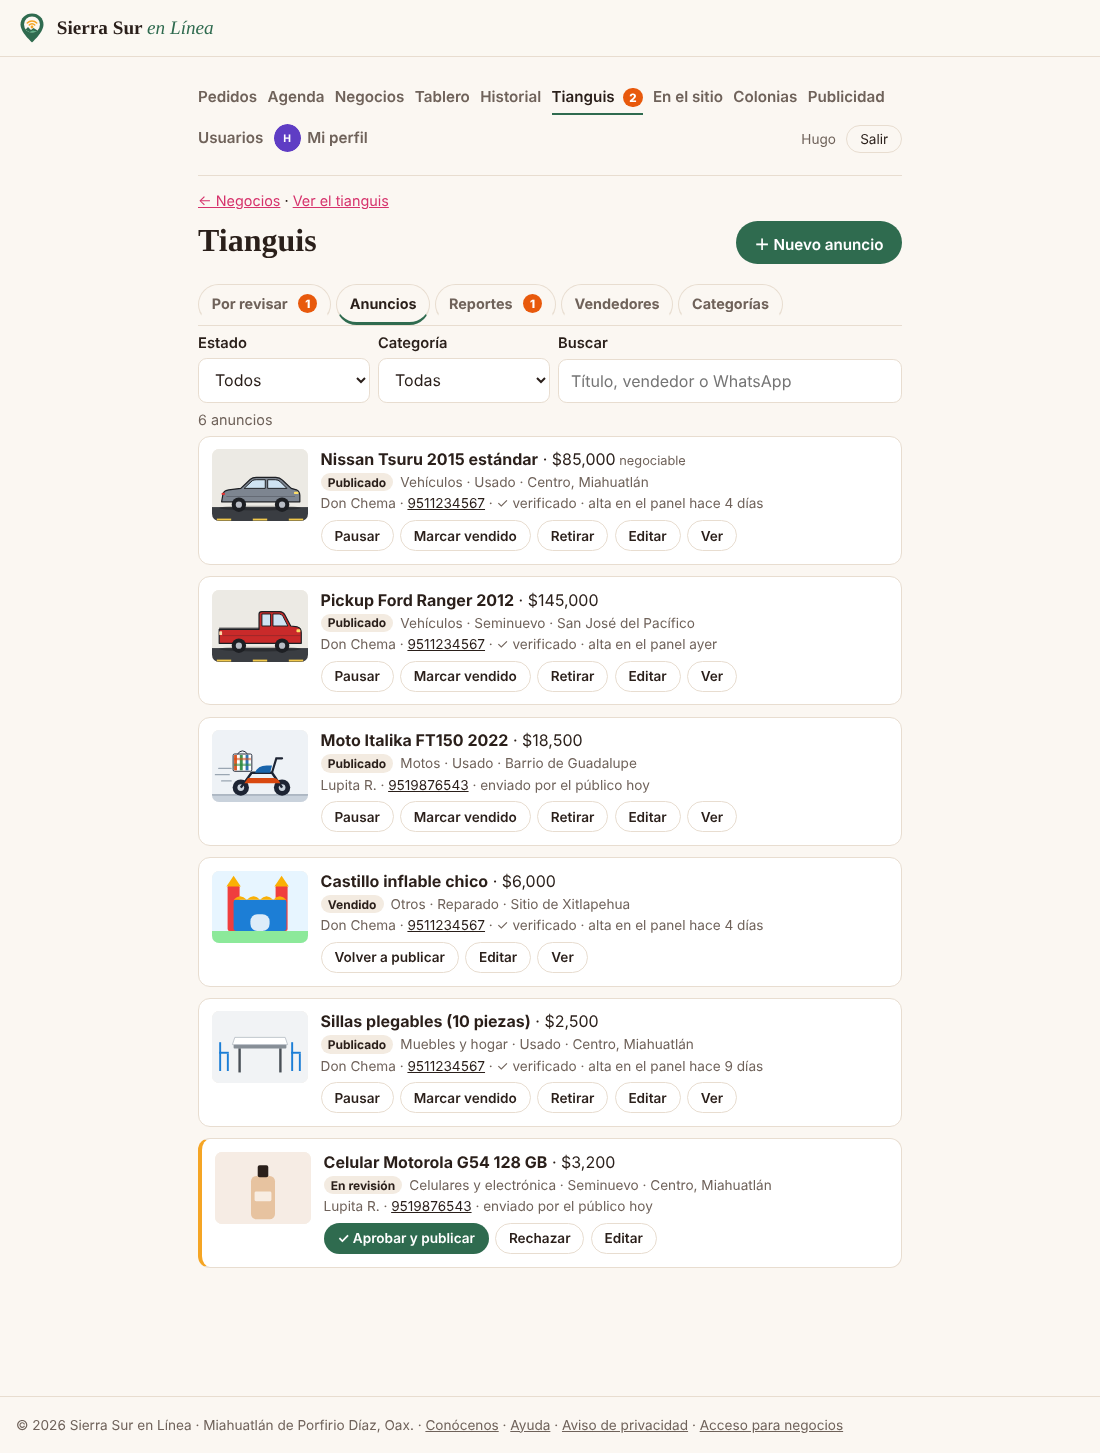 Sierra Sur en Línea
Pedidos Agenda Negocios Tablero Historial Tianguis 2 En el sitio Colonias Publicidad
Usuarios H Mi perfil Hugo Salir
← Negocios · Ver el tianguis
Tianguis + Nuevo anuncio
Por revisar 1 Anuncios Reportes 1 Vendedores Categorías
Estado Categoría Buscar
Todos Todas Título, vendedor o WhatsApp
6 anuncios
Nissan Tsuru 2015 estándar · $85,000 negociable
Publicado Vehículos · Usado · Centro, Miahuatlán
Don Chema · 9511234567 · ✓ verificado · alta en el panel hace 4 días
Pausar Marcar vendido Retirar Editar Ver
Pickup Ford Ranger 2012 · $145,000
Publicado Vehículos · Seminuevo · San José del Pacífico
Don Chema · 9511234567 · ✓ verificado · alta en el panel ayer
Pausar Marcar vendido Retirar Editar Ver
Moto Italika FT150 2022 · $18,500
Publicado Motos · Usado · Barrio de Guadalupe
Lupita R. · 9519876543 · enviado por el público hoy
Pausar Marcar vendido Retirar Editar Ver
Castillo inflable chico · $6,000
Vendido Otros · Reparado · Sitio de Xitlapehua
Don Chema · 9511234567 · ✓ verificado · alta en el panel hace 4 días
Volver a publicar Editar Ver
Sillas plegables (10 piezas) · $2,500
Publicado Muebles y hogar · Usado · Centro, Miahuatlán
Don Chema · 9511234567 · ✓ verificado · alta en el panel hace 9 días
Pausar Marcar vendido Retirar Editar Ver
Celular Motorola G54 128 GB · $3,200
En revisión Celulares y electrónica · Seminuevo · Centro, Miahuatlán
Lupita R. · 9519876543 · enviado por el público hoy
✓ Aprobar y publicar Rechazar Editar
© 2026 Sierra Sur en Línea · Miahuatlán de Porfirio Díaz, Oax. · Conócenos · Ayuda · Aviso de privacidad · Acceso para negocios